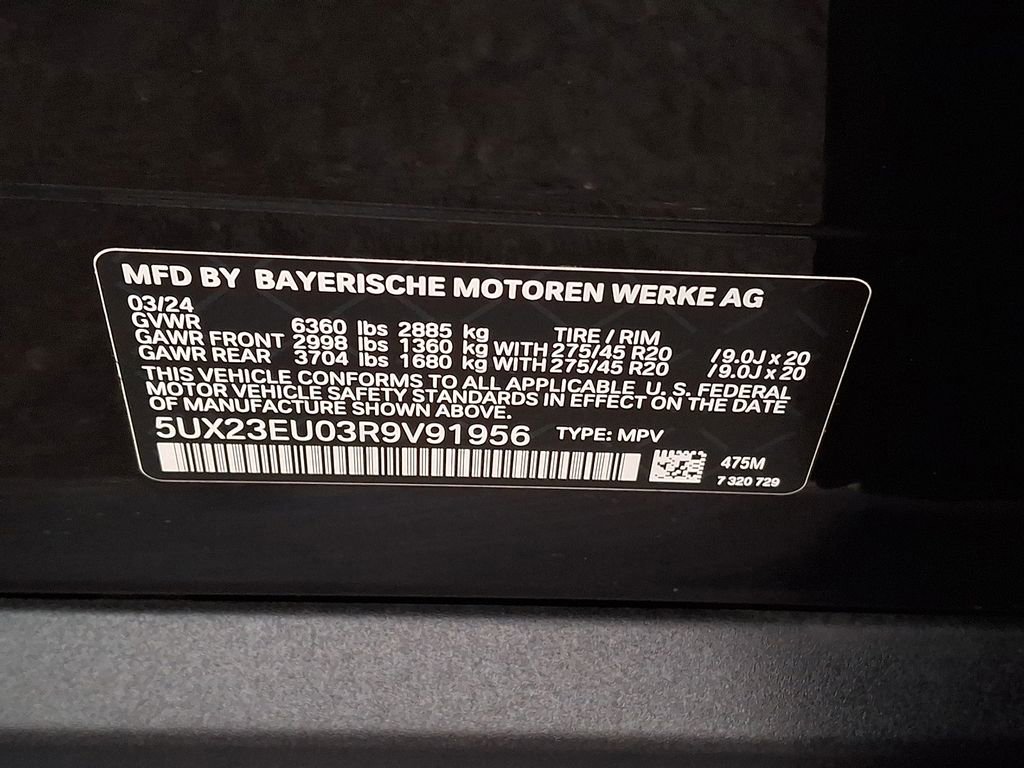 MFD BY BAYERISCHE MOTOREN WERKE AG
03/24
GVWR 6360 lbs 2885 kg TIRE / RIM
GAWR FRONT 2998 lbs 1360 kg WITH 275/45 R20 / 9.0J x 20
GAWR REAR 3704 lbs 1680 kg WITH 275/45 R20 / 9.0J x 20
THIS VEHICLE CONFORMS TO ALL APPLICABLE U. S. FEDERAL
MOTOR VEHICLE SAFETY STANDARDS IN EFFECT ON THE DATE
OF MANUFACTURE SHOWN ABOVE.
5UX23EU03R9V91956 TYPE: MPV
475M
7 320 729